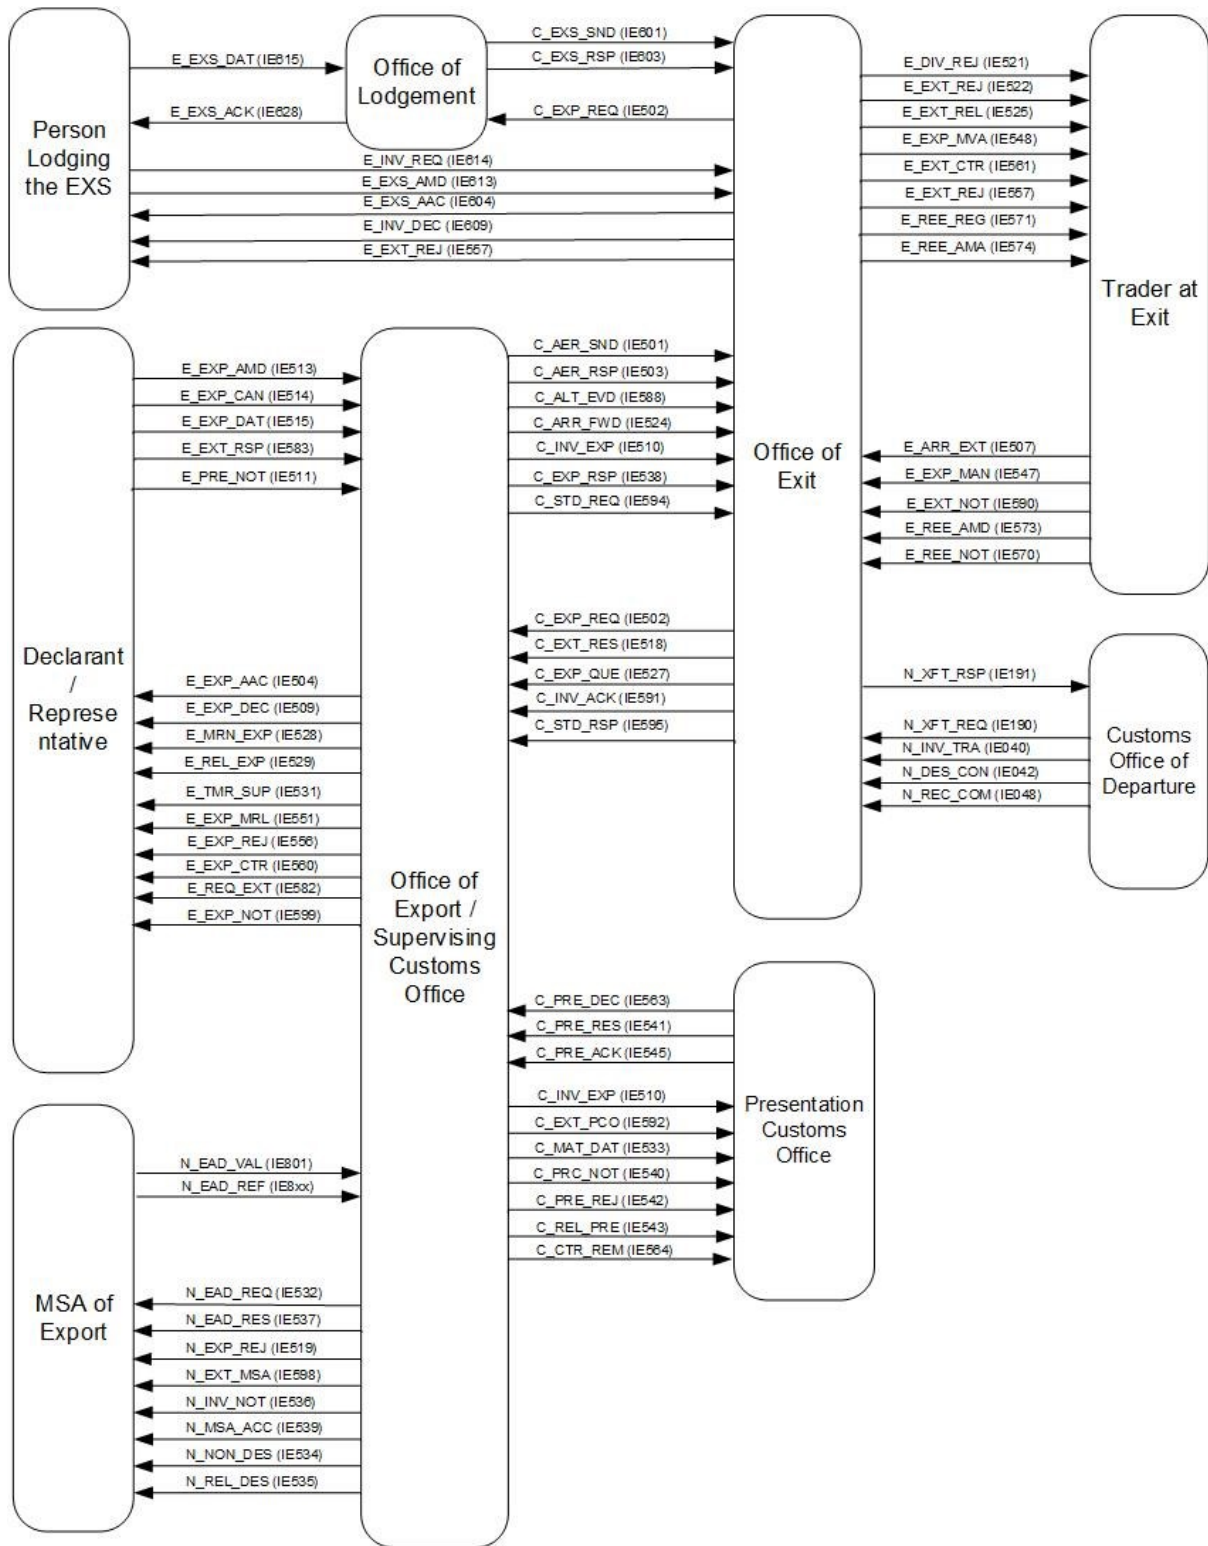 Person
Lodging
the EXS
E_EXS_DAT (IE615)
E_EXS_ACK (IE628)
Office of
Lodgement
C_EXS_SND (IE601)
C_EXS_RSP (IE603)
C_EXP_REQ (IE502)
E_INV_REQ (IE614)
E_EXS_AMD (IE613)
E_EXS_AAC (IE604)
E_INV_DEC (IE609)
E_EXT_REJ (IE557)
Office of
Exit
E_DIV_REJ (IE521)
E_EXT_REJ (IE522)
E_EXT_REL (IE525)
E_EXP_MVA (IE548)
E_EXT_CTR (IE561)
E_EXT_REJ (IE557)
E_REE_REG (IE571)
E_REE_AMA (IE574)
Trader at
Exit
E_ARR_EXT (IE507)
E_EXP_MAN (IE547)
E_EXT_NOT (IE590)
E_REE_AMD (IE573)
E_REE_NOT (IE570)
Declarant
/
Represe
ntative
E_EXP_AMD (IE513)
E_EXP_CAN (IE514)
E_EXP_DAT (IE515)
E_EXT_RSP (IE583)
E_PRE_NOT (IE511)
E_EXP_AAC (IE504)
E_EXP_DEC (IE509)
E_MRN_EXP (IE528)
E_REL_EXP (IE529)
E_TMR_SUP (IE531)
E_EXP_MRL (IE551)
E_EXP_REJ (IE556)
E_EXP_CTR (IE560)
E_REQ_EXT (IE582)
E_EXP_NOT (IE599)
Office of
Export /
Supervising
Customs
Office
C_AER_SND (IE501)
C_AER_RSP (IE503)
C_ALT_EVD (IE588)
C_ARR_FWD (IE524)
C_INV_EXP (IE510)
C_EXP_RSP (IE538)
C_STD_REQ (IE594)
C_EXP_REQ (IE502)
C_EXT_RES (IE518)
C_EXP_QUE (IE527)
C_INV_ACK (IE591)
C_STD_RSP (IE595)
N_XFT_RSP (IE191)
N_XFT_REQ (IE190)
N_INV_TRA (IE040)
N_DES_CON (IE042)
N_REC_COM (IE048)
Customs
Office of
Departure
C_PRE_DEC (IE563)
C_PRE_RES (IE541)
C_PRE_ACK (IE545)
C_INV_EXP (IE510)
C_EXT_PCO (IE592)
C_MAT_DAT (IE533)
C_PRC_NOT (IE540)
C_PRE_REJ (IE542)
C_REL_PRE (IE543)
C_CTR_REM (IE564)
Presentation
Customs
Office
MSA of
Export
N_EAD_VAL (IE801)
N_EAD_REF (IE8xx)
N_EAD_REQ (IE532)
N_EAD_RES (IE537)
N_EXP_REJ (IE519)
N_EXT_MSA (IE598)
N_INV_NOT (IE536)
N_MSA_ACC (IE539)
N_NON_DES (IE534)
N_REL_DES (IE535)